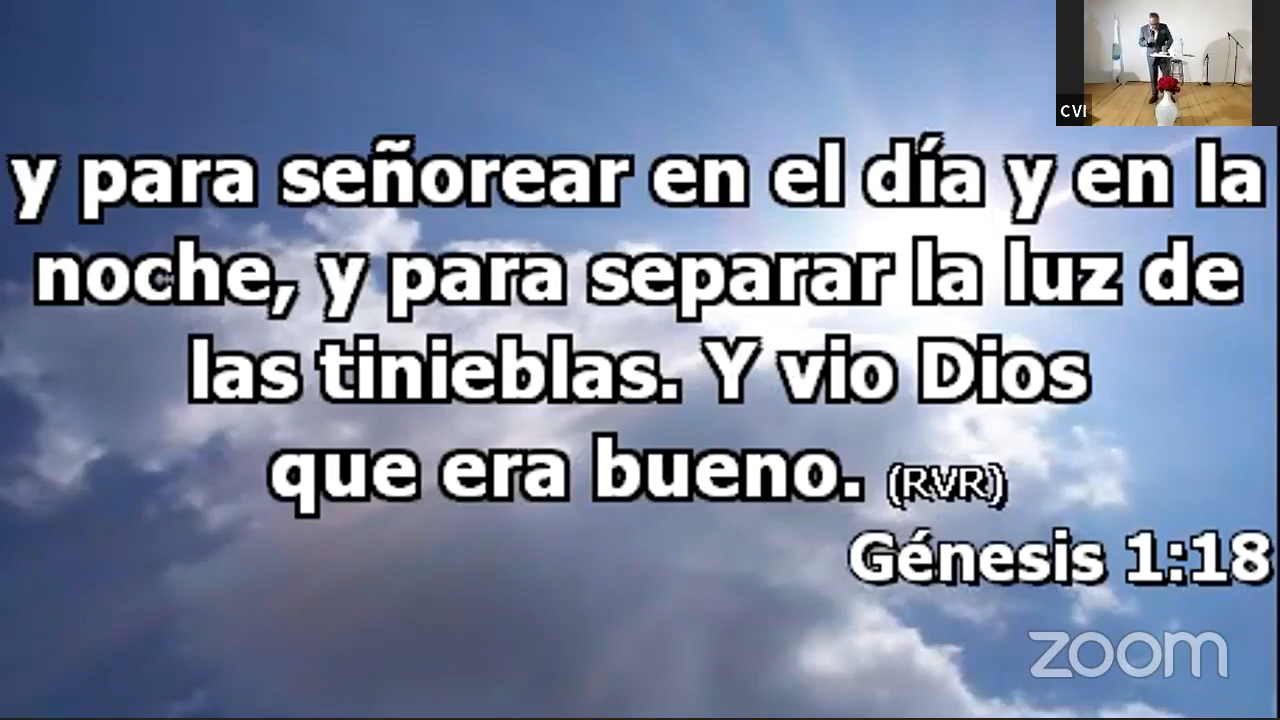 CVI
y para señorear en el día y en la
noche, y para separar la luz de
las tinieblas. Y vio Dios
que era bueno. (RVR)
Génesis 1:18
zoom